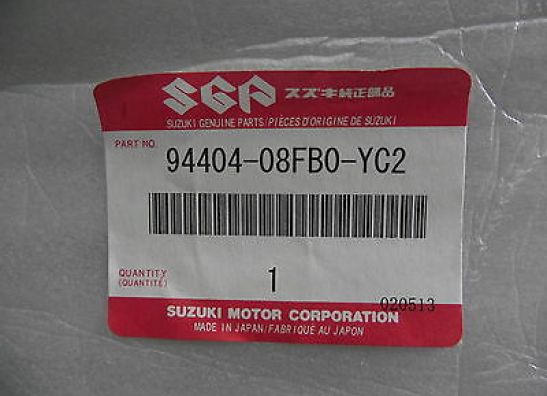 SGP スズキ純正部品
SUZUKI GENUINE PARTS/PIÈCES D'ORIGINE DE SUZUKI
PART NO. 94404-08FB0-YC2
QUANTITY
(QUANTITÉ) 1
020513
SUZUKI MOTOR CORPORATION
MADE IN JAPAN/FABRIQUÉ AU JAPON